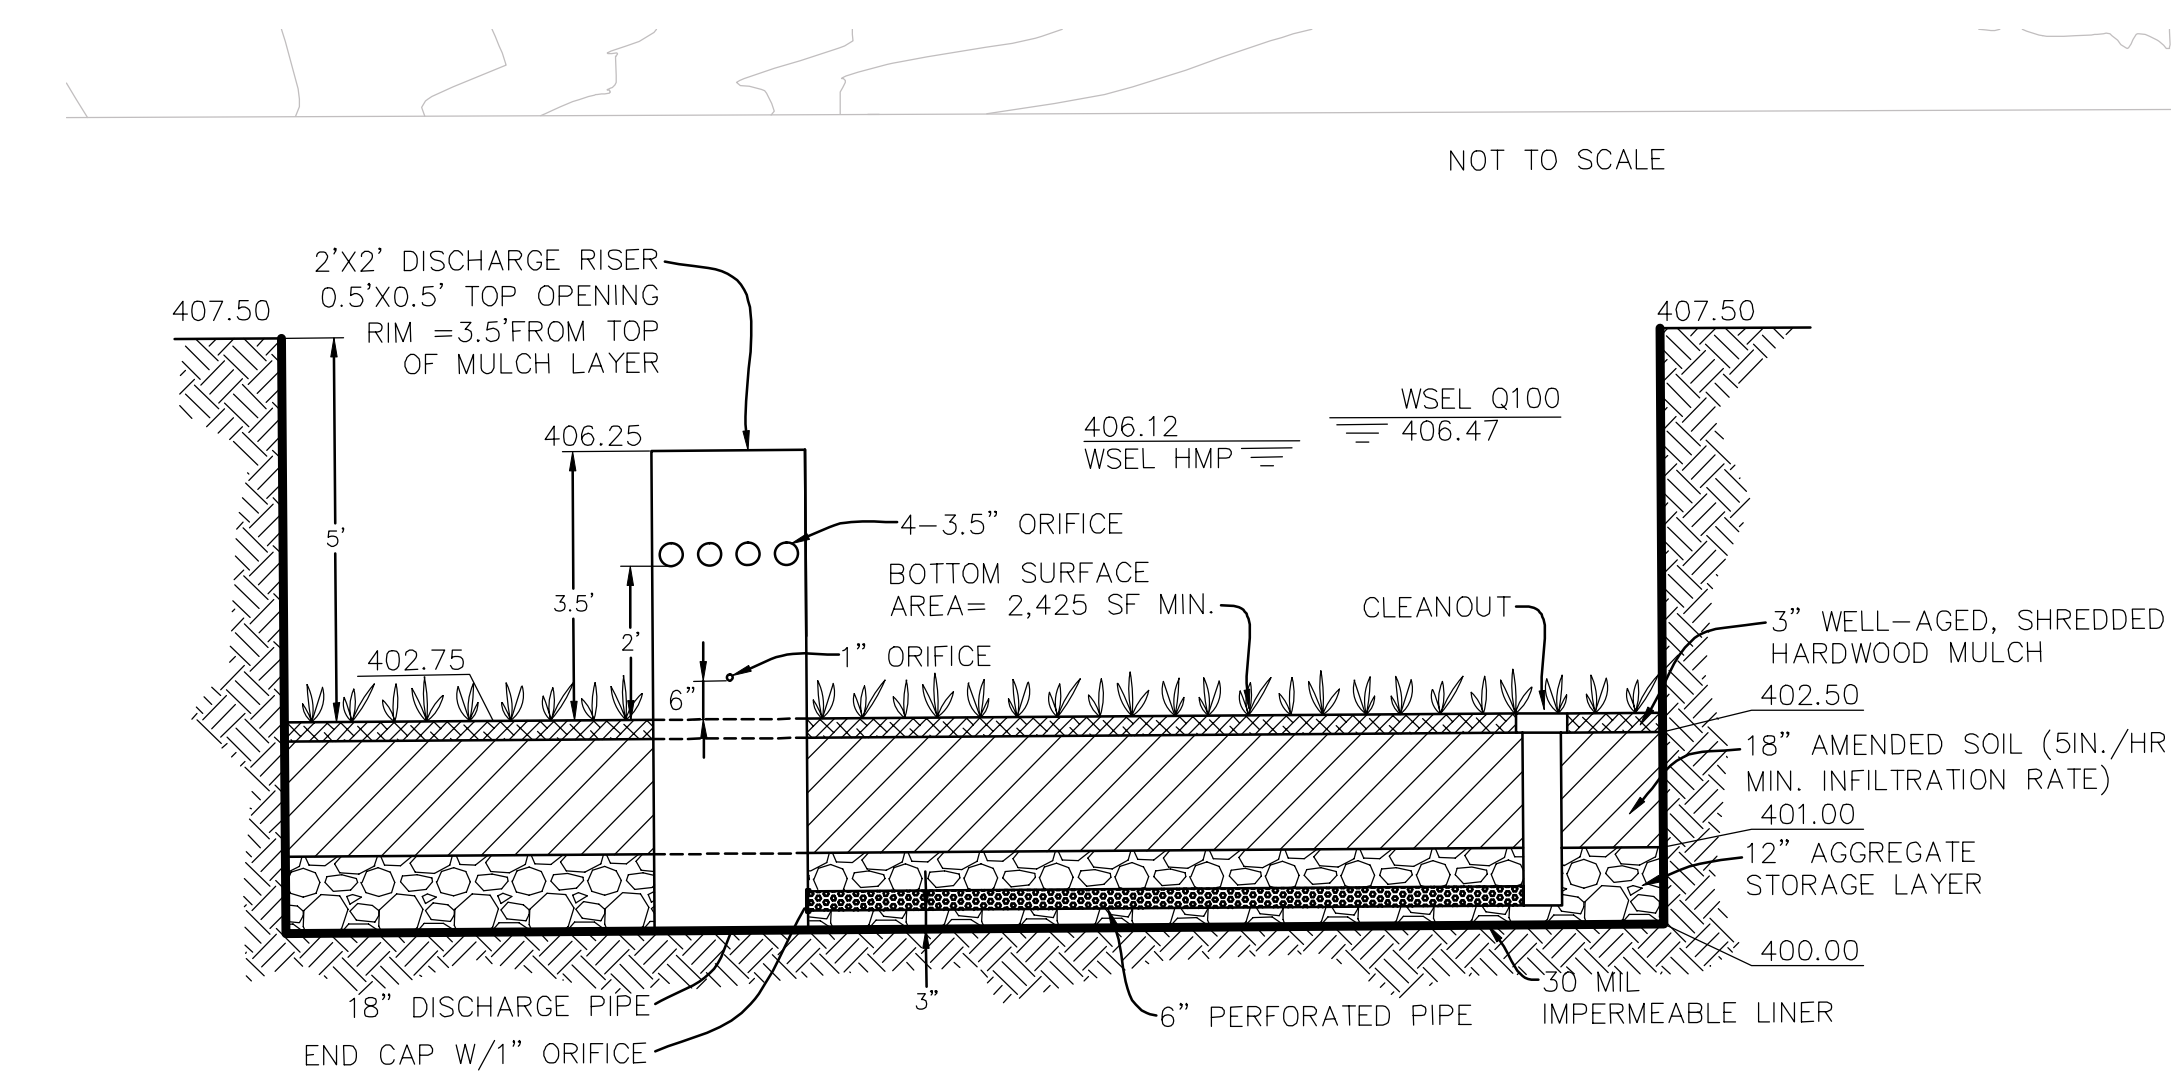 NOT TO SCALE
2'X2' DISCHARGE RISER
0.5'X0.5' TOP OPENING
RIM =3.5'FROM TOP
OF MULCH LAYER
407.50
407.50
WSEL Q100
406.47
406.12
WSEL HMP
406.25
4-3.5" ORIFICE
5'
BOTTOM SURFACE
AREA= 2,425 SF MIN.
3.5'
CLEANOUT
3" WELL-AGED, SHREDDED
HARDWOOD MULCH
2'
1" ORIFICE
402.75
6"
402.50
18" AMENDED SOIL (5IN./HR
MIN. INFILTRATION RATE)
401.00
12" AGGREGATE
STORAGE LAYER
400.00
30 MIL
IMPERMEABLE LINER
3"
18" DISCHARGE PIPE
6" PERFORATED PIPE
END CAP W/1" ORIFICE